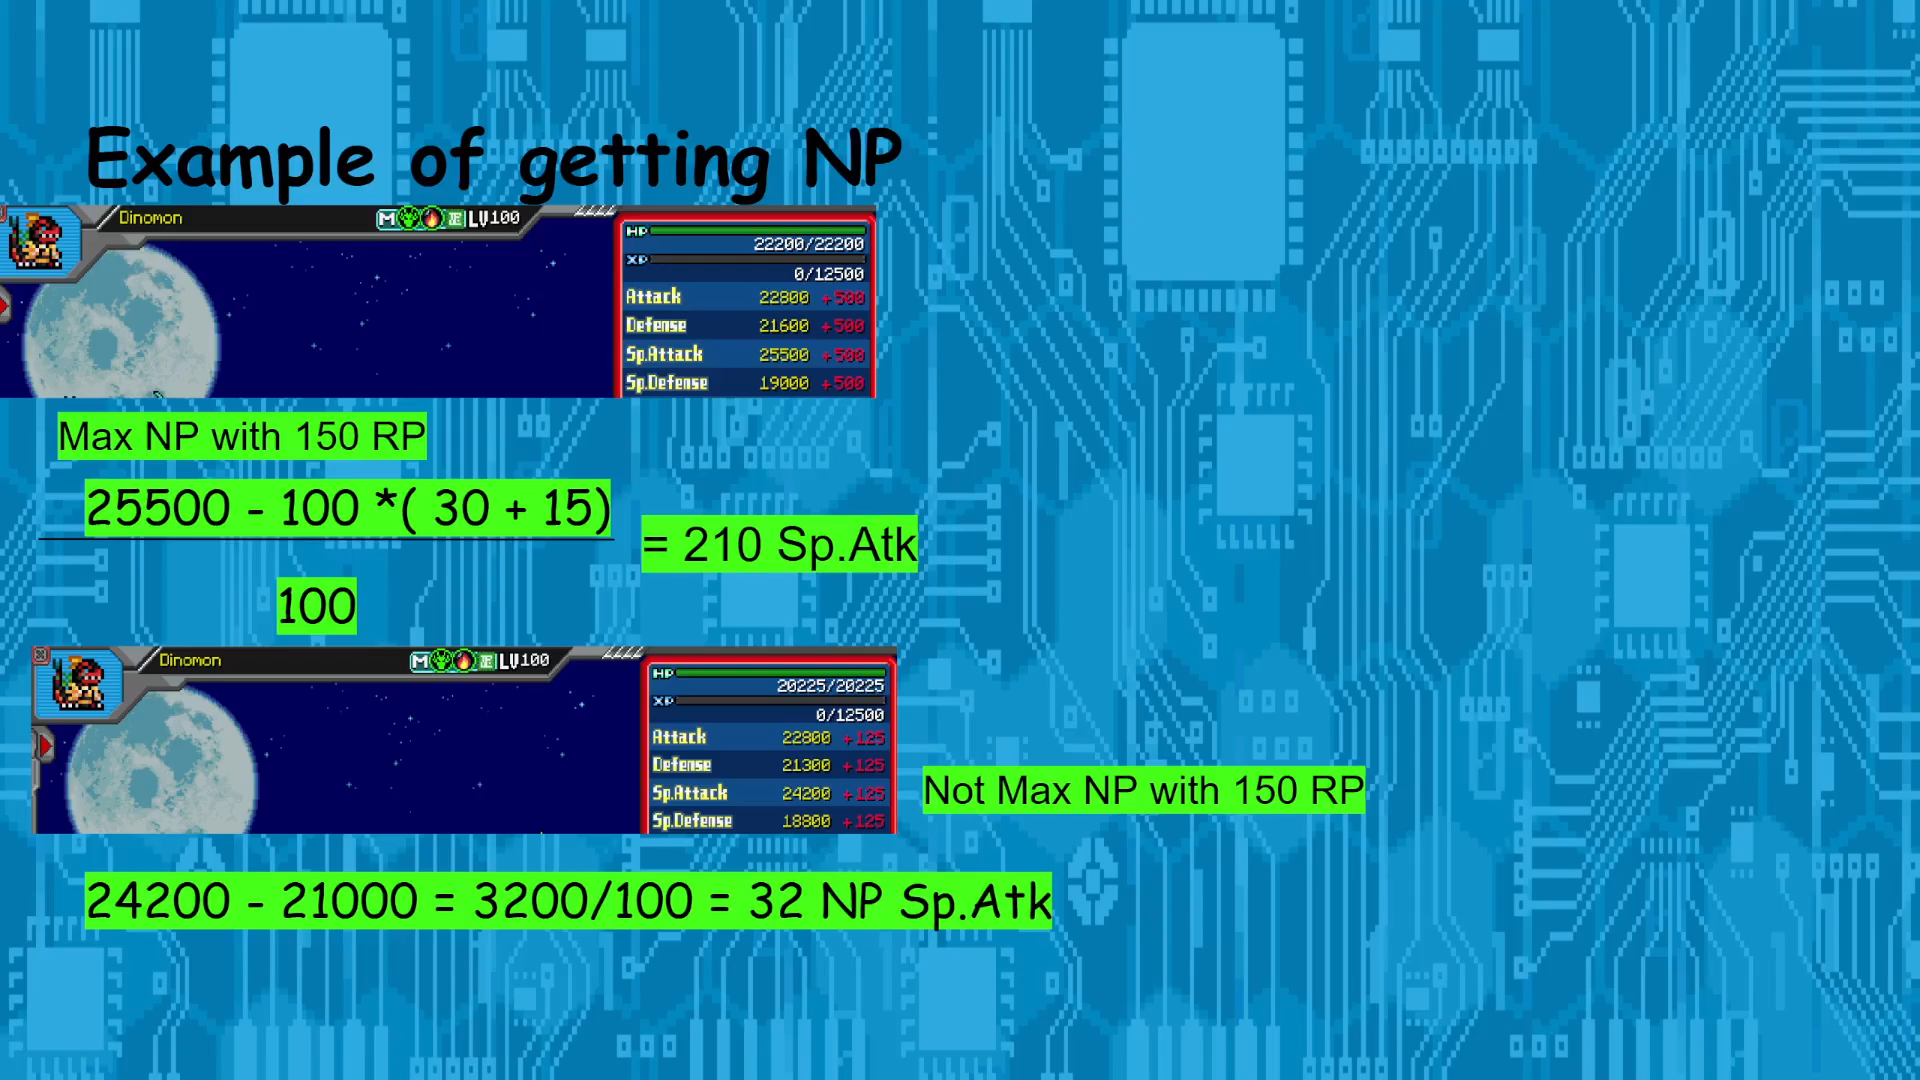 Example of getting NP
Dinomon
M LV100
HP
22200/22200
XP
0/12500
Attack 22800 +500
Defense 21600 +500
Sp.Attack 25500 +500
Sp.Defense 19000 +500
Max NP with 150 RP
25500 - 100 *( 30 + 15)
100
= 210 Sp.Atk
Dinomon
M LV100
HP
20225/20225
XP
0/12500
Attack 22800 +125
Defense 21300 +125
Sp.Attack 24200 +125
Sp.Defense 18800 +125
Not Max NP with 150 RP
24200 - 21000 = 3200/100 = 32 NP Sp.Atk